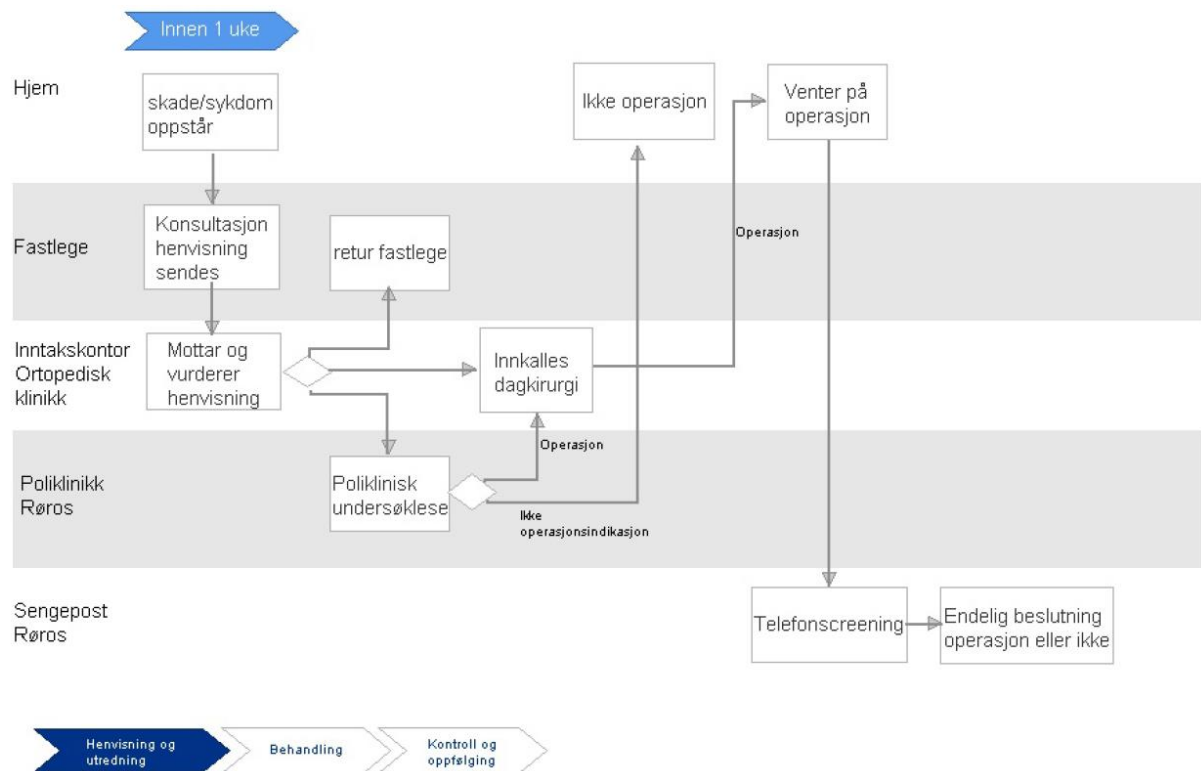 Innen 1 uke
Hjem
skade/sykdom
oppstår
Ikke operasjon
Venter på
operasjon
Fastlege
Konsultasjon
henvisning
sendes
retur fastlege
Operasjon
Inntakskontor
Ortopedisk
klinikk
Mottar og
vurderer
henvisning
Innkalles
dagkirurgi
Operasjon
Poliklinikk
Røros
Poliklinisk
undersøklese
Ikke
operasjonsindikasjon
Sengepost
Røros
Telefonscreening
Endelig beslutning
operasjon eller ikke
Henvisning og
utredning
Behandling
Kontroll og
oppfølging